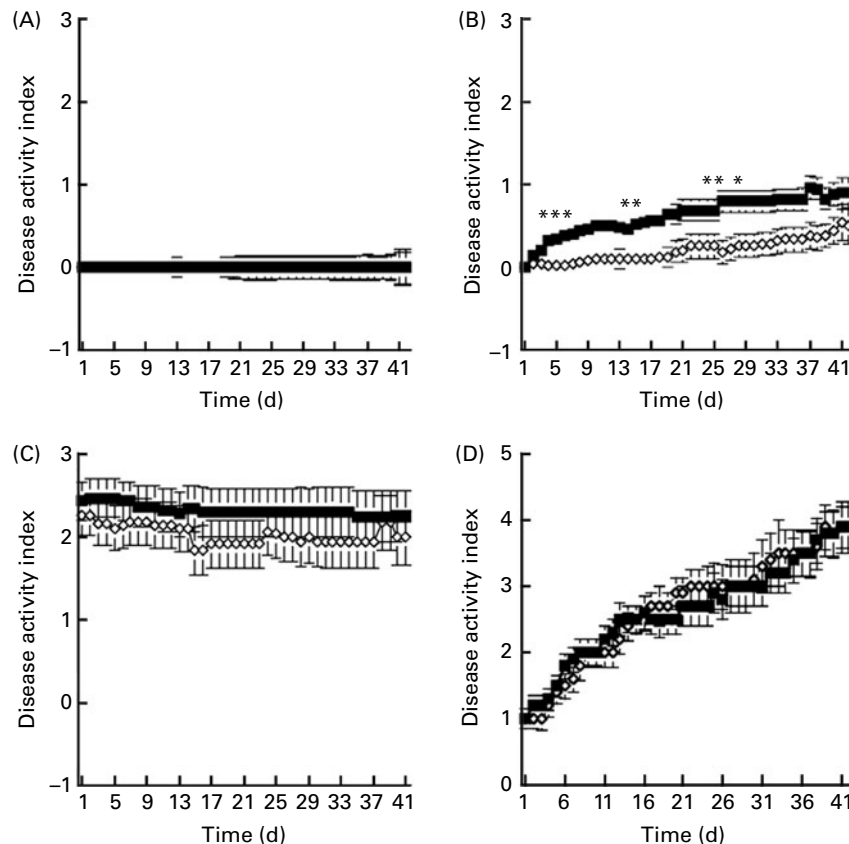 (A)
3
2
1
0
–1
Disease activity index
1 5 9 13 17 21 25 29 33 37 41
Time (d)
(B)
3
2
1
0
–1
Disease activity index
*** ** ** *
1 5 9 13 17 21 25 29 33 37 41
Time (d)
(C)
3
2
1
0
–1
Disease activity index
1 5 9 13 17 21 25 29 33 37 41
Time (d)
(D)
5
4
3
2
1
0
Disease activity index
1 6 11 16 21 26 31 36 41
Time (d)